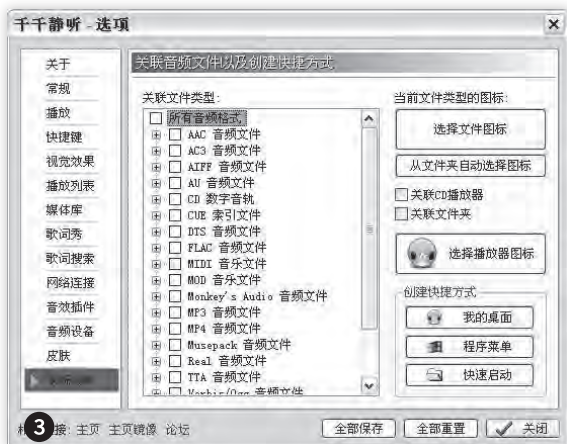 千千静听 - 选项
关于
常规
播放
快捷键
视觉效果
播放列表
媒体库
歌词秀
歌词搜索
网络连接
音效插件
音频设备
皮肤
关联音频文件以及创建快捷方式
关联文件类型:
所有音频格式
AAC 音频文件
AC3 音频文件
AIFF 音频文件
AU 音频文件
CD 数字音轨
CUE 索引文件
DTS 音频文件
FLAC 音频文件
MIDI 音乐文件
MOD 音乐文件
Monkey's Audio 音频文件
MP3 音频文件
MP4 音频文件
Musepack 音频文件
Real 音频文件
TTA 音频文件
Vorbis/Ogg 音频文件
当前文件类型的图标:
选择文件图标
从文件夹自动选择图标
关联CD播放器
关联文件夹
选择播放器图标
创建快捷方式
我的桌面
程序菜单
快速启动
3
接: 主页 主页镜像 论坛
全部保存
全部重置
关闭